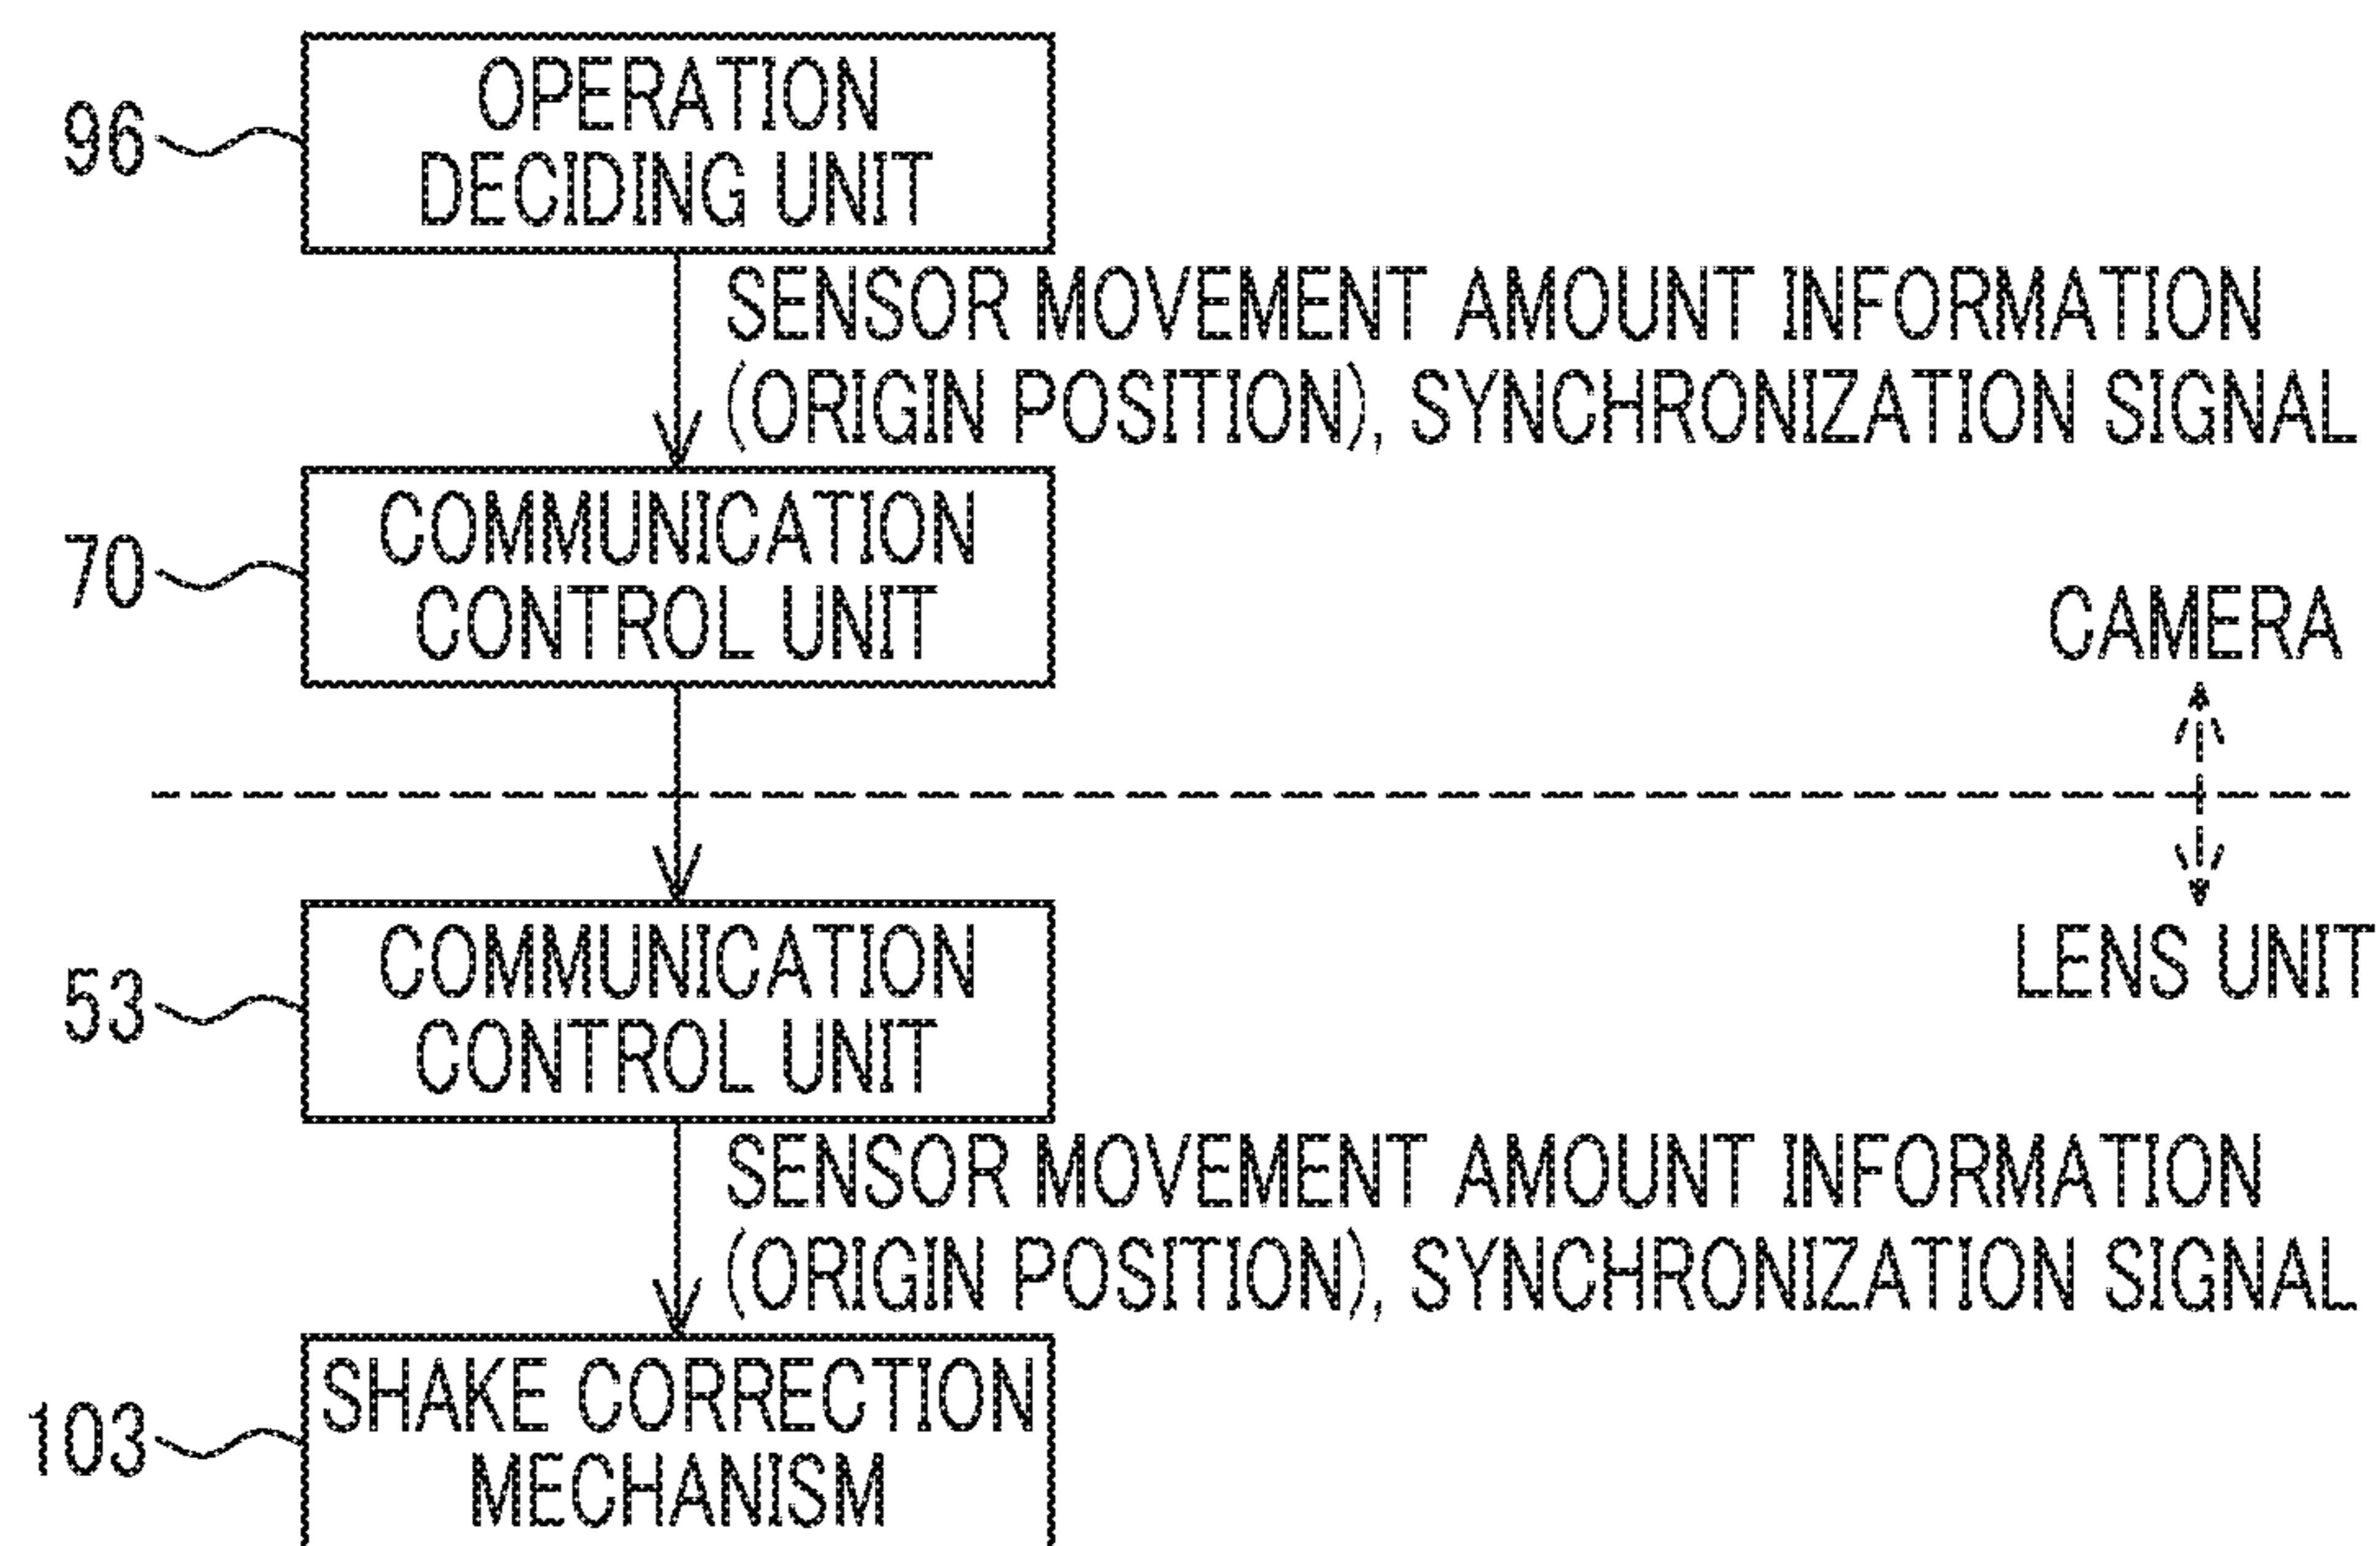 96
OPERATION
DECIDING UNIT
SENSOR MOVEMENT AMOUNT INFORMATION
(ORIGIN POSITION), SYNCHRONIZATION SIGNAL
70
COMMUNICATION
CONTROL UNIT
CAMERA
LENS UNIT
53
COMMUNICATION
CONTROL UNIT
SENSOR MOVEMENT AMOUNT INFORMATION
(ORIGIN POSITION), SYNCHRONIZATION SIGNAL
103
SHAKE CORRECTION
MECHANISM